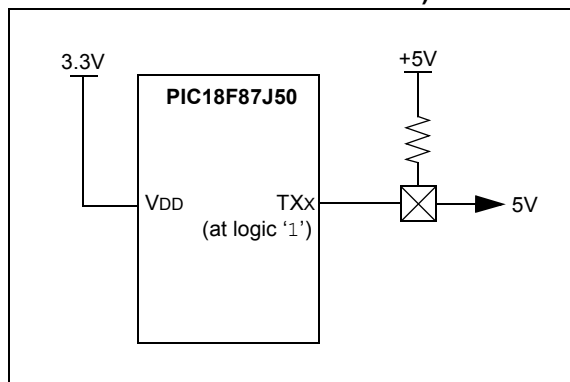 3.3V
+5V
PIC18F87J50
VDD
TXX
5V
(at logic ‘1’)